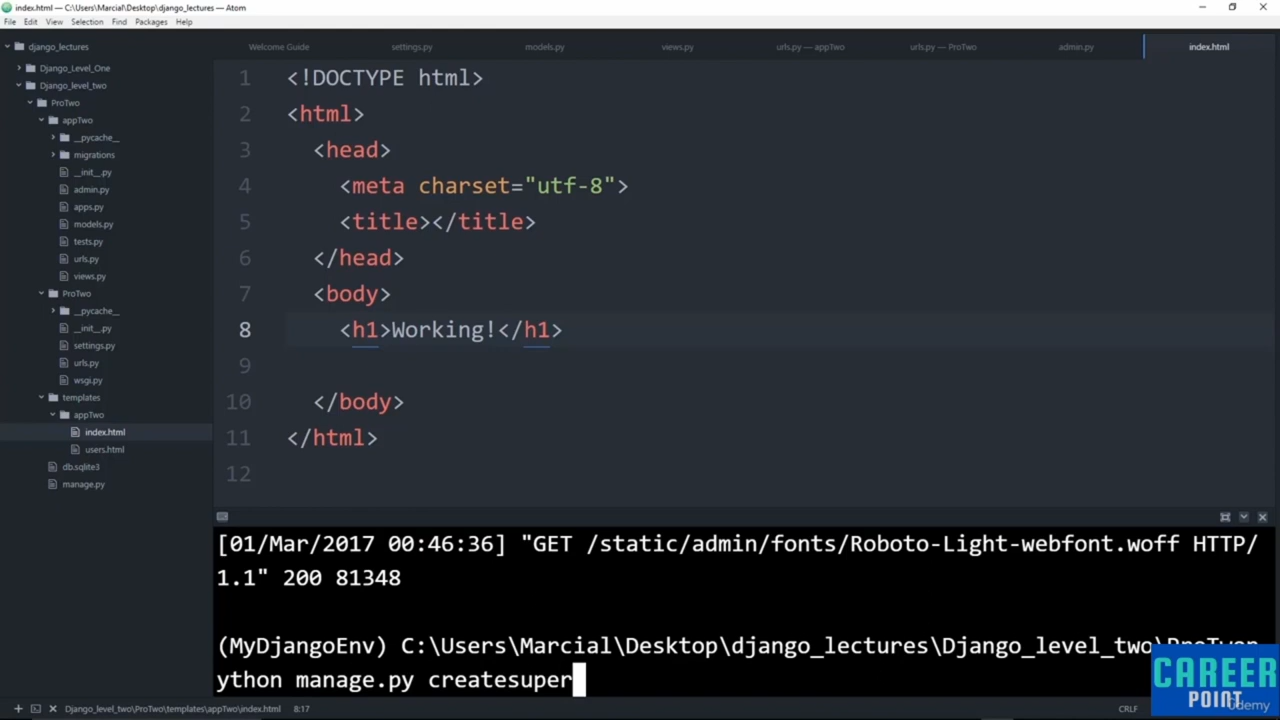 index.html — C:\Users\Marcial\Desktop\django_lectures — Atom
File Edit View Selection Find Packages Help
django_lectures
Django_Level_One
Django_level_two
ProTwo
appTwo
__pycache__
migrations
__init__.py
admin.py
apps.py
models.py
tests.py
urls.py
views.py
ProTwo
__pycache__
__init__.py
settings.py
urls.py
wsgi.py
templates
appTwo
index.html
users.html
db.sqlite3
manage.py
Welcome Guide settings.py models.py views.py urls.py — appTwo urls.py — ProTwo admin.py index.html
1 <!DOCTYPE html>
2 <html>
3 <head>
4 <meta charset="utf-8">
5 <title></title>
6 </head>
7 <body>
8 <h1>Working!</h1>
9
10 </body>
11 </html>
12
[01/Mar/2017 00:46:36] "GET /static/admin/fonts/Roboto-Light-webfont.woff HTTP/
1.1" 200 81348
(MyDjangoEnv) C:\Users\Marcial\Desktop\django_lectures\Django_level_two\
ython manage.py createsuper
CAREER
POINT
Udemy
Django_level_two\ProTwo\templates\appTwo\index.html 8:17 CRLF